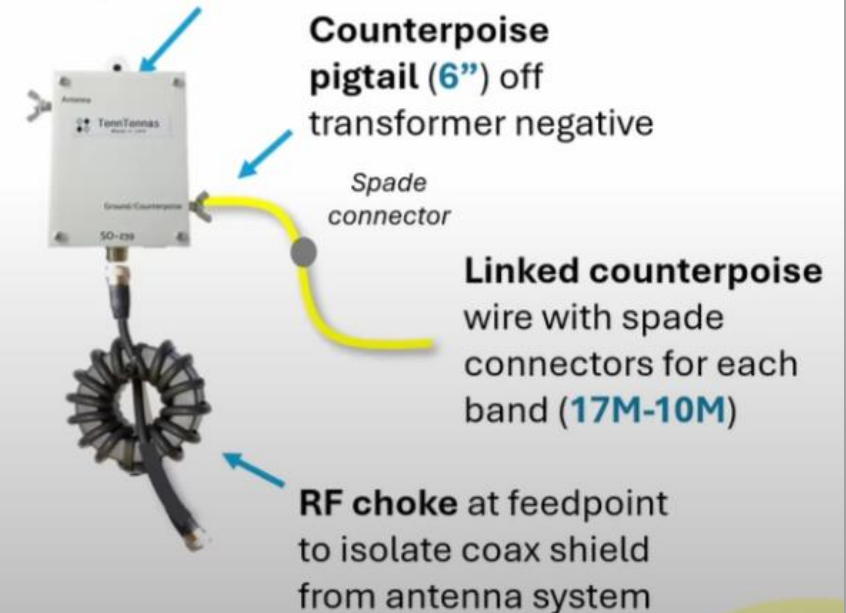 Counterpoise
pigtail (6”) off
transformer negative
Antenna
TennTennas
Spade
connector
Ground/Counterpoise
SO-239
Linked counterpoise
wire with spade
connectors for each
band (17M-10M)
RF choke at feedpoint
to isolate coax shield
from antenna system